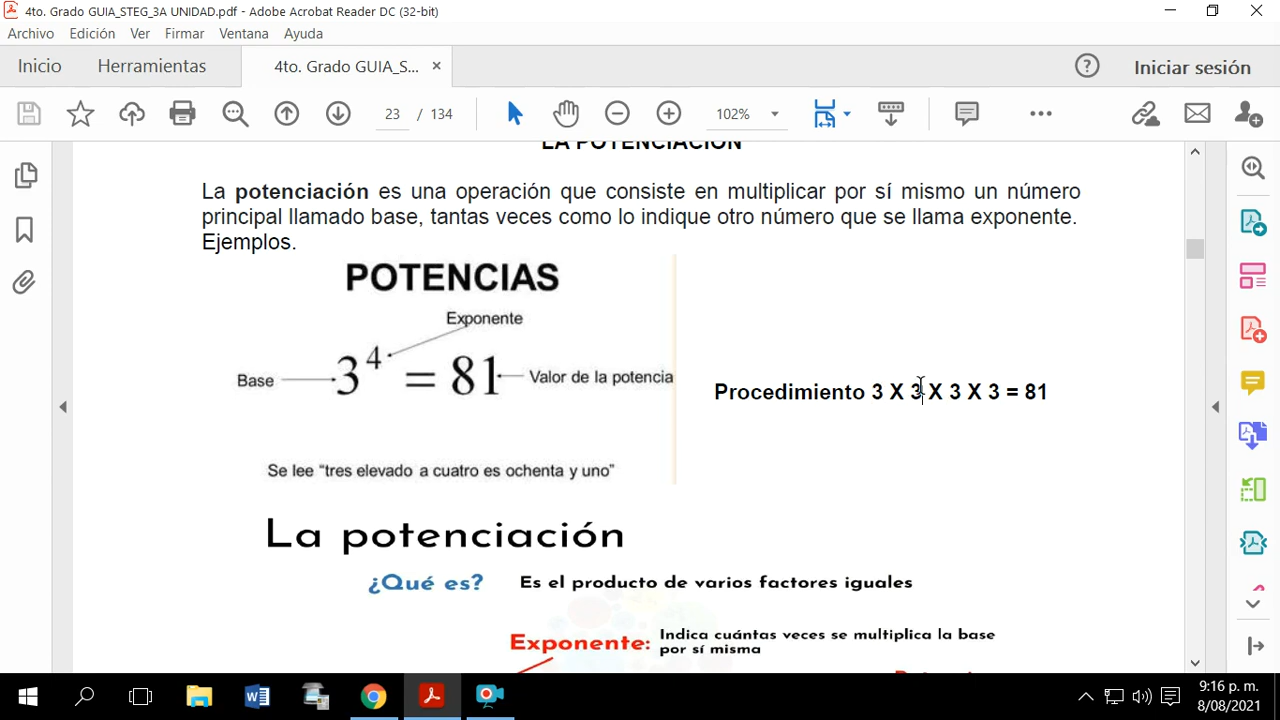 4to. Grado GUIA_STEG_3A UNIDAD.pdf - Adobe Acrobat Reader DC (32-bit)
Archivo Edición Ver Firmar Ventana Ayuda
Inicio Herramientas 4to. Grado GUIA_S... × Iniciar sesión
23 / 134 102%
LA POTENCIACIÓN
La potenciación es una operación que consiste en multiplicar por sí mismo un número
principal llamado base, tantas veces como lo indique otro número que se llama exponente.
Ejemplos.
POTENCIAS
Exponente
Base 3⁴ = 81 Valor de la potencia
Procedimiento 3 X 3 X 3 X 3 = 81
Se lee “tres elevado a cuatro es ochenta y uno”
La potenciación
¿Qué es? Es el producto de varios factores iguales
Exponente: Indica cuántas veces se multiplica la base
por sí misma
9:16 p. m.
8/08/2021